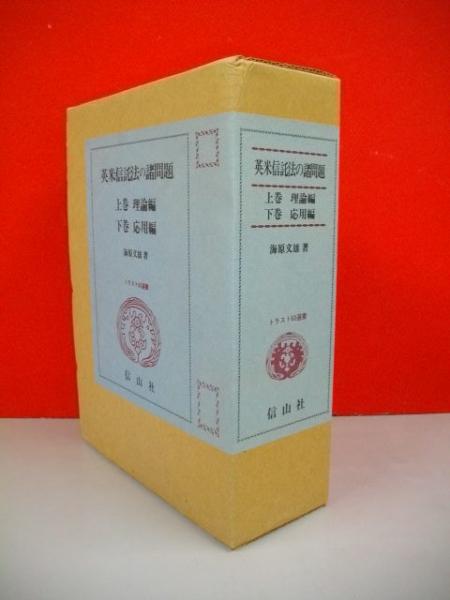 英米信託法の諸問題
上巻 理論編
下巻 応用編
海原文雄 著
トラスト60叢書
信山社
英米信託法の諸問題
上巻 理論編
下巻 応用編
海原文雄 著
トラスト60叢書
信山社